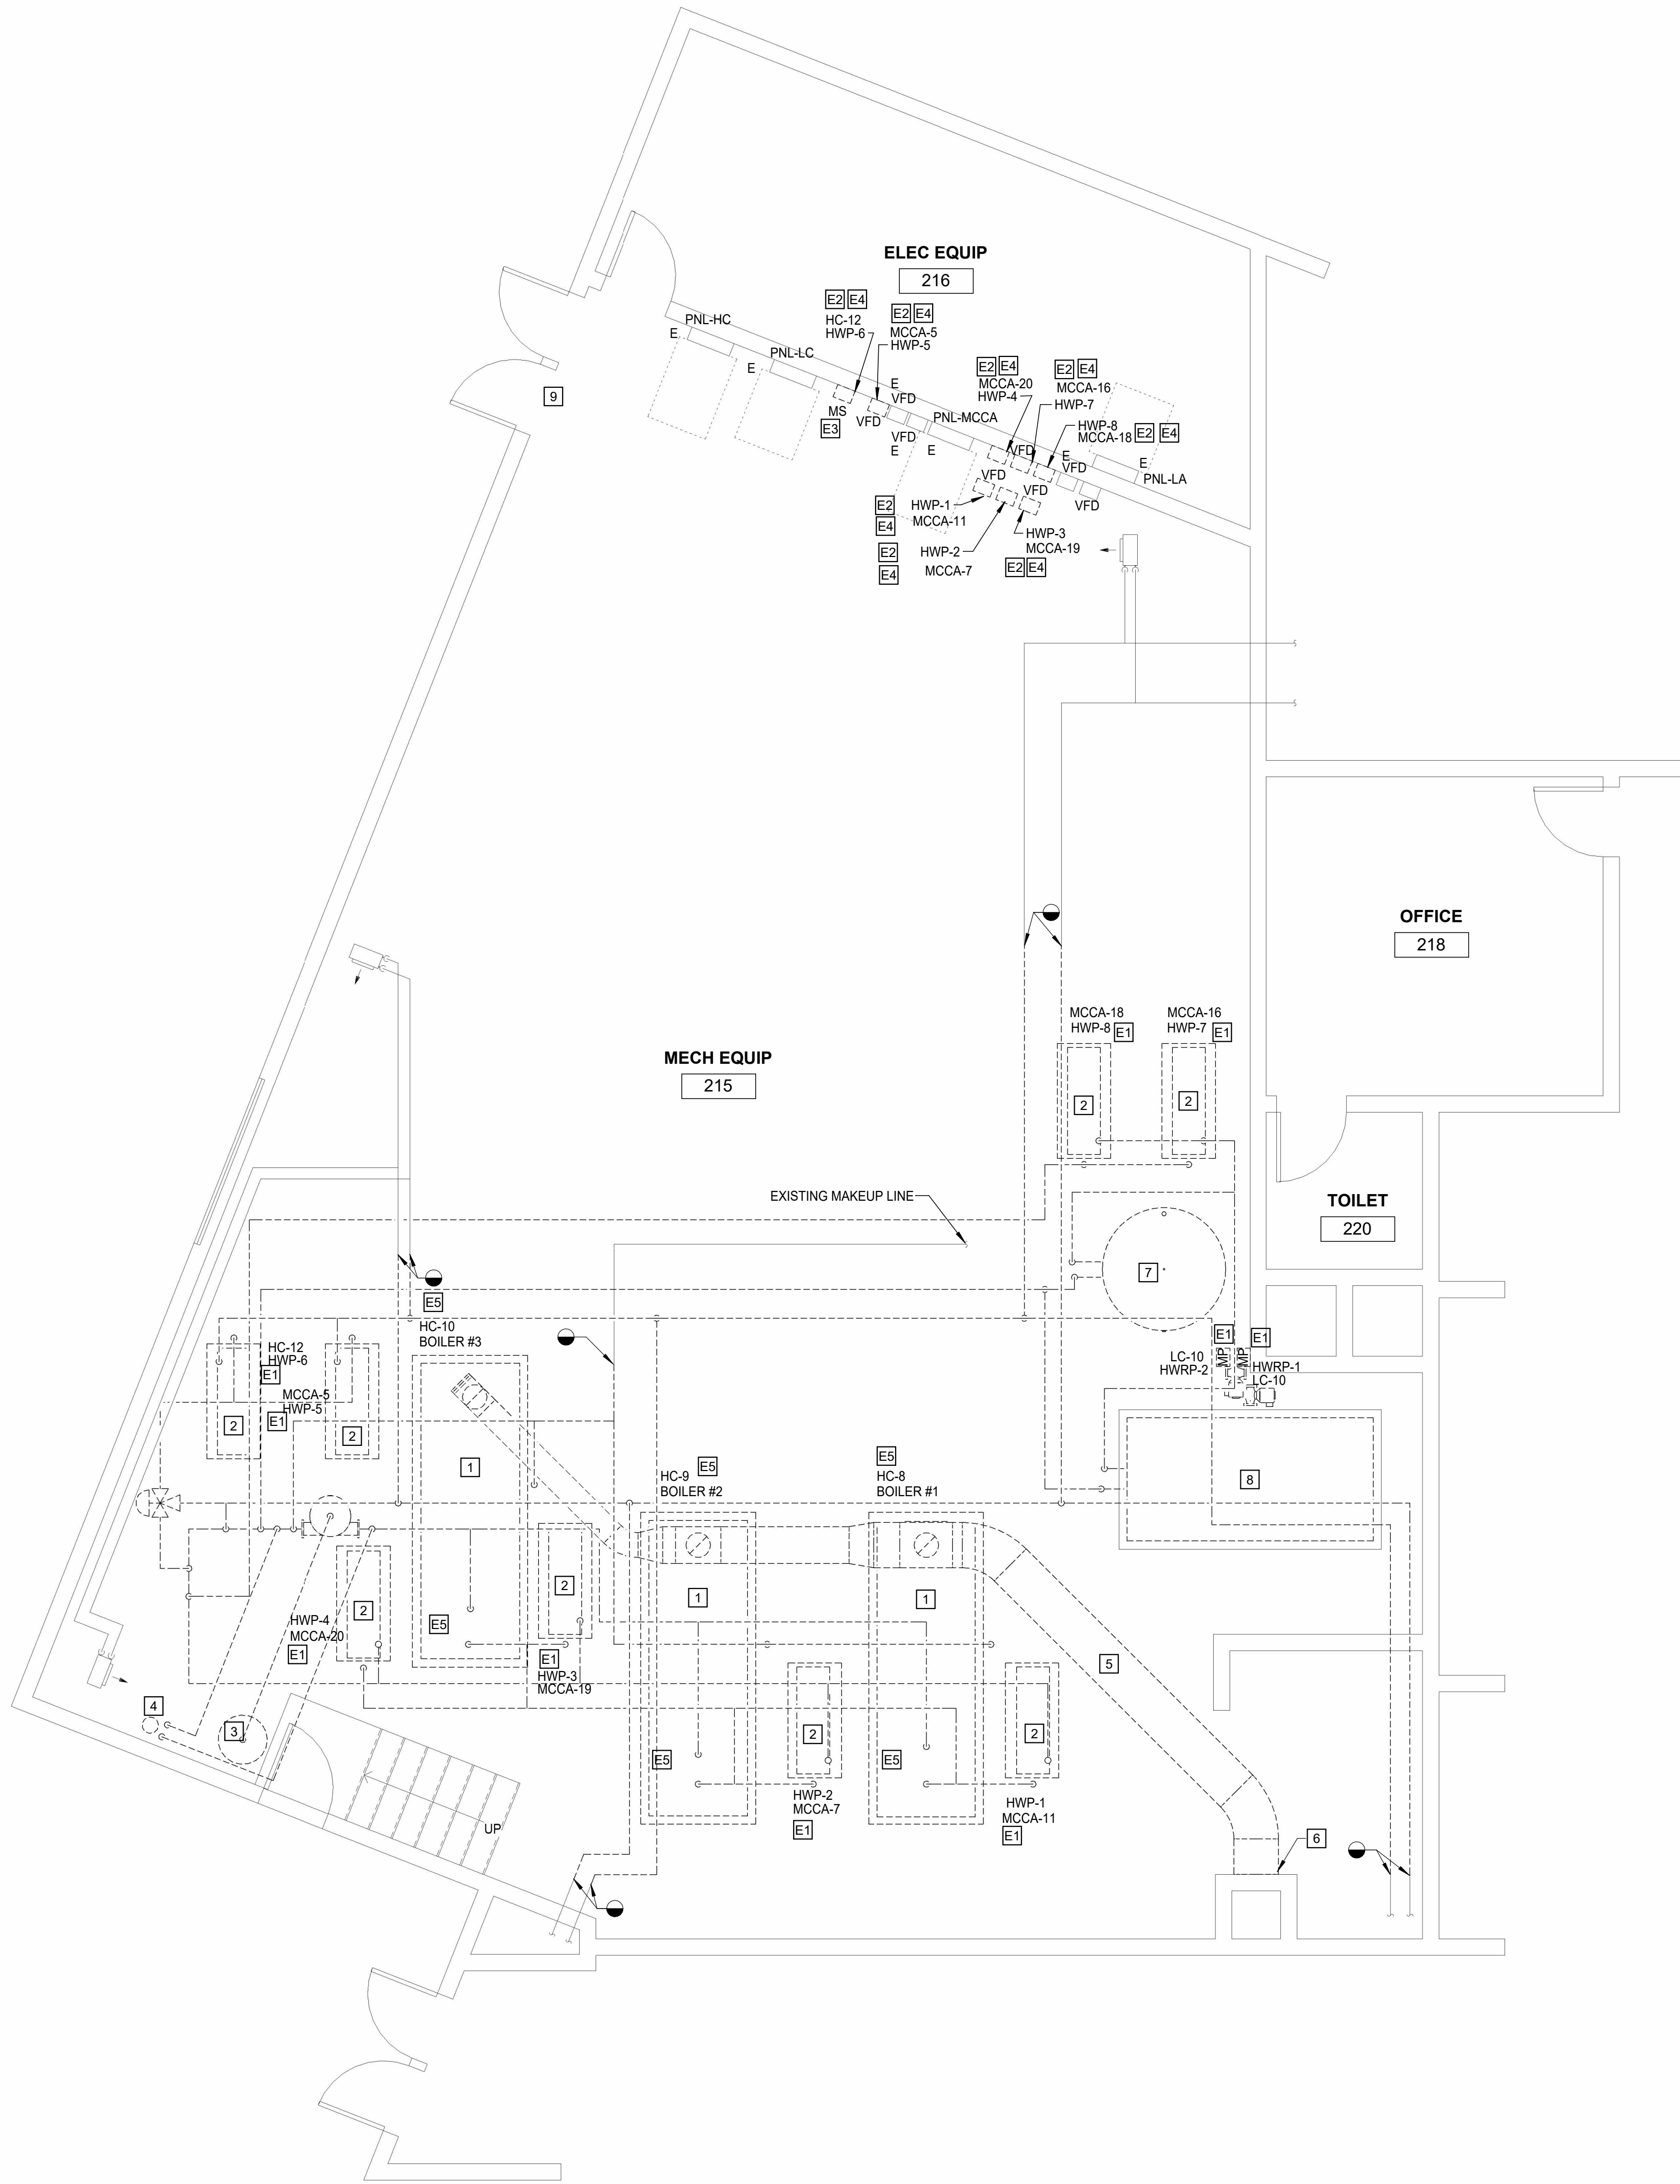 ELEC EQUIP
216
E2 E4
HC-12
HWP-6
E2 E4
MCCA-5
HWP-5
PNL-HC
E
PNL-LC
E
MS
E3
VFD
E
VFD
VFD
E
PNL-MCCA
E
E2 E4
MCCA-20
HWP-4
E2 E4
MCCA-16
HWP-7
HWP-8
MCCA-18 E2 E4
VFD
E
VFD
E
PNL-LA
VFD
VFD
VFD
9
E2
E4
HWP-1
MCCA-11
E2
E4
HWP-2
MCCA-7
HWP-3
MCCA-19
E2 E4
OFFICE
218
MECH EQUIP
215
MCCA-18
HWP-8 E1
MCCA-16
HWP-7 E1
2
2
EXISTING MAKEUP LINE
TOILET
220
7
E5
HC-10
BOILER #3
HC-12
HWP-6
E1
MCCA-5
HWP-5
E1
2
2
1
E1
E1
MP
MP
LC-10
HWRP-2
HWRP-1
LC-10
E5
HC-9
BOILER #2
E5
HC-8
BOILER #1
8
2
2
1
1
HWP-4
MCCA-20
E1
E5
E1
HWP-3
MCCA-19
5
4
3
2
2
E5
E5
HWP-2
MCCA-7
E1
HWP-1
MCCA-11
E1
UP
6